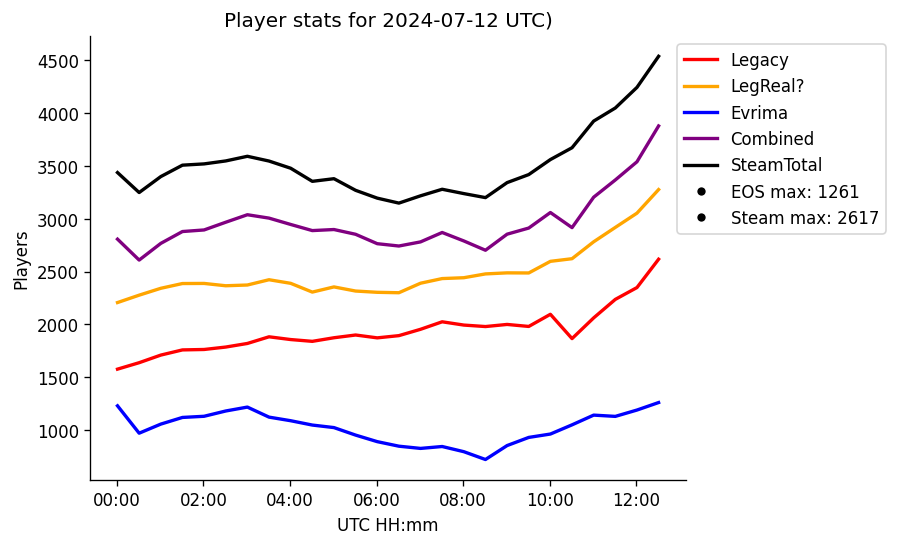 Player stats for 2024-07-12 UTC)
4500
4000
3500
3000
2500
2000
1500
1000
Players
00:00 02:00 04:00 06:00 08:00 10:00 12:00
UTC HH:mm
Legacy
LegReal?
Evrima
Combined
SteamTotal
EOS max: 1261
Steam max: 2617